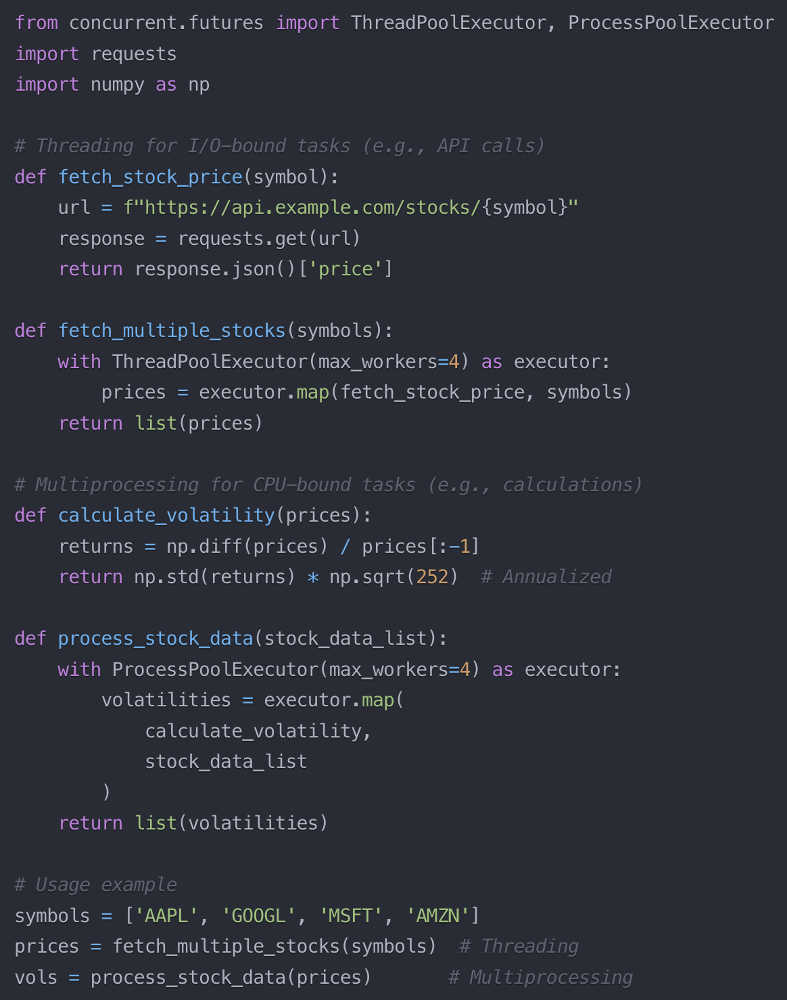 from concurrent.futures import ThreadPoolExecutor, ProcessPoolExecutor
import requests
import numpy as np

# Threading for I/O-bound tasks (e.g., API calls)
def fetch_stock_price(symbol):
    url = f"https://api.example.com/stocks/{symbol}"
    response = requests.get(url)
    return response.json()['price']

def fetch_multiple_stocks(symbols):
    with ThreadPoolExecutor(max_workers=4) as executor:
        prices = executor.map(fetch_stock_price, symbols)
    return list(prices)

# Multiprocessing for CPU-bound tasks (e.g., calculations)
def calculate_volatility(prices):
    returns = np.diff(prices) / prices[:-1]
    return np.std(returns) * np.sqrt(252)  # Annualized

def process_stock_data(stock_data_list):
    with ProcessPoolExecutor(max_workers=4) as executor:
        volatilities = executor.map(
            calculate_volatility,
            stock_data_list
        )
    return list(volatilities)

# Usage example
symbols = ['AAPL', 'GOOGL', 'MSFT', 'AMZN']
prices = fetch_multiple_stocks(symbols)  # Threading
vols = process_stock_data(prices)       # Multiprocessing